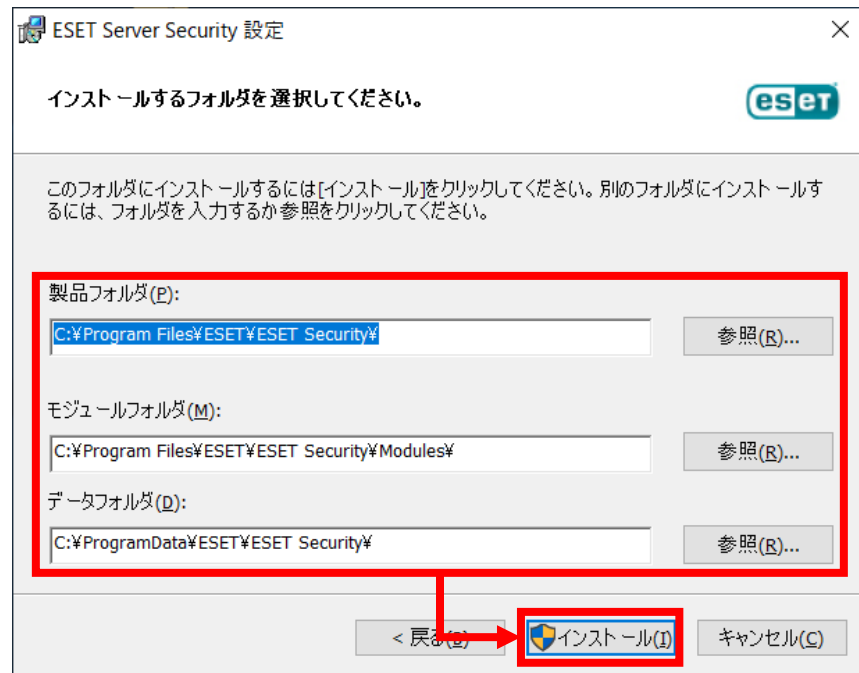 ESET Server Security 設定
インストールするフォルダを選択してください。
eseT
このフォルダにインストールするには[インストール]をクリックしてください。別のフォルダにインストールす
るには、フォルダを入力するか参照をクリックしてください。
製品フォルダ(P):
C:¥Program Files¥ESET¥ESET Security¥
参照(R)...
モジュールフォルダ(M):
C:¥Program Files¥ESET¥ESET Security¥Modules¥
参照(R)...
データフォルダ(D):
C:¥ProgramData¥ESET¥ESET Security¥
参照(R)...
< 戻る(B)
インストール(I)
キャンセル(C)